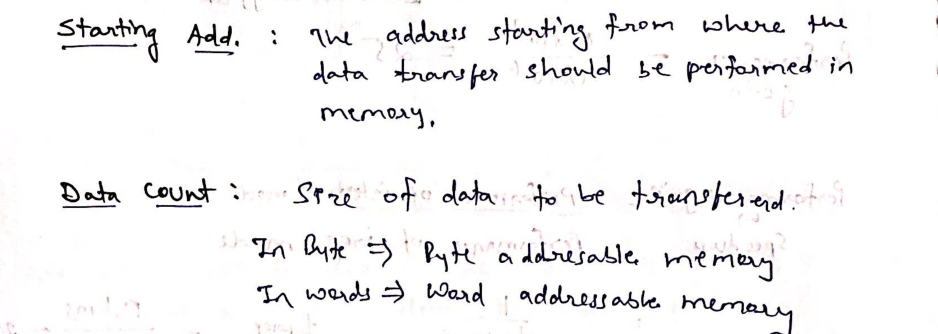 Starting Add. : The address starting from where the
data transfer should be performed in
memory.
Data Count : Size of data to be transfererd.
In Byte ⇒ Byte addresable memory
In words ⇒ Word addressable memory